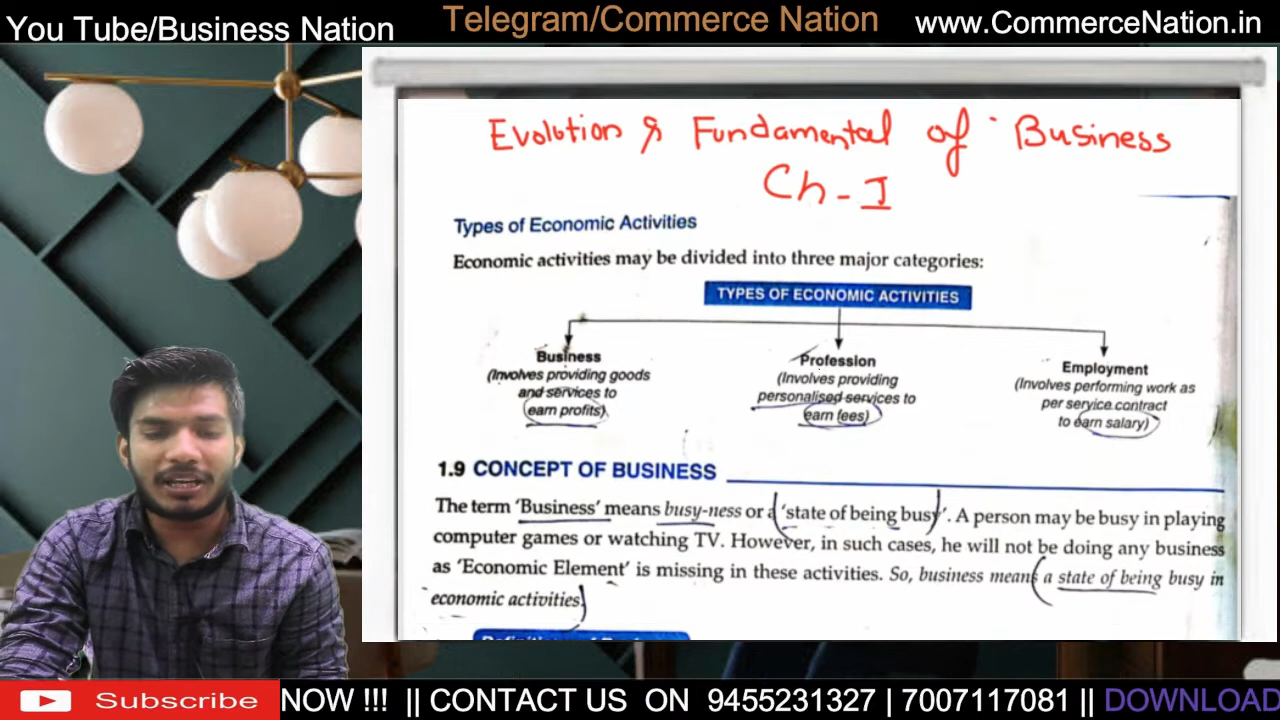 You Tube/Business Nation
Telegram/Commerce Nation
www.CommerceNation.in
Evolution & Fundamental of Business
Ch-I
Types of Economic Activities
Economic activities may be divided into three major categories:
TYPES OF ECONOMIC ACTIVITIES
Business
(Involves providing goods
and services to
earn profits)
Profession
(Involves providing
personalised services to
earn fees)
Employment
(Involves performing work as
per service contract
to earn salary)
1.9 CONCEPT OF BUSINESS
The term 'Business' means busy-ness or a 'state of being busy'. A person may be busy in playing
computer games or watching TV. However, in such cases, he will not be doing any business
as 'Economic Element' is missing in these activities. So, business means a state of being busy in
economic activities.
Subscribe NOW !!! || CONTACT US ON 9455231327 | 7007117081 || DOWNLOAD